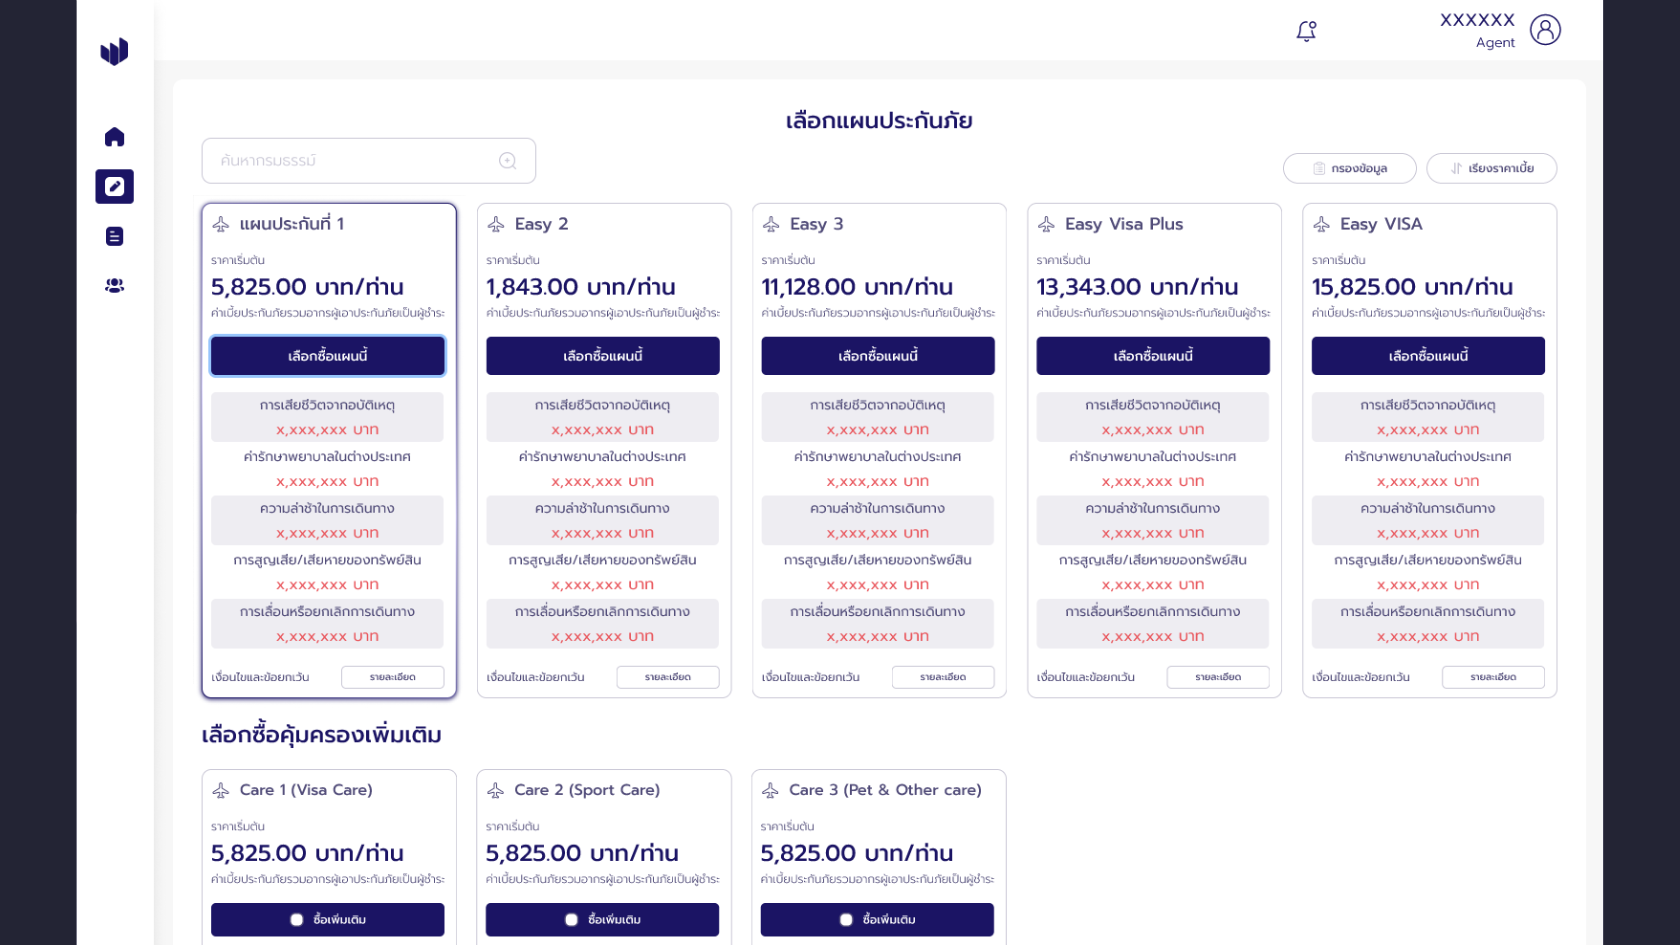 XXXXXX
Agent
เลือกแผนประกันภัย
ค้นหากรมธรรม์
กรองข้อมูล
เรียงราคาเบี้ย
แผนประกันที่ 1
ราคาเริ่มต้น
5,825.00 บาท/ท่าน
ค่าเบี้ยประกันภัยรวมอากรผู้เอาประกันภัยเป็นผู้ชำระ
เลือกซื้อแผนนี้
การเสียชีวิตจากอุบัติเหตุ
x,xxx,xxx บาท
ค่ารักษาพยาบาลในต่างประเทศ
x,xxx,xxx บาท
ความล่าช้าในการเดินทาง
x,xxx,xxx บาท
การสูญเสีย/เสียหายของทรัพย์สิน
x,xxx,xxx บาท
การเลื่อนหรือยกเลิกการเดินทาง
x,xxx,xxx บาท
เงื่อนไขและข้อยกเว้น
รายละเอียด
Easy 2
ราคาเริ่มต้น
1,843.00 บาท/ท่าน
ค่าเบี้ยประกันภัยรวมอากรผู้เอาประกันภัยเป็นผู้ชำระ
เลือกซื้อแผนนี้
การเสียชีวิตจากอุบัติเหตุ
x,xxx,xxx บาท
ค่ารักษาพยาบาลในต่างประเทศ
x,xxx,xxx บาท
ความล่าช้าในการเดินทาง
x,xxx,xxx บาท
การสูญเสีย/เสียหายของทรัพย์สิน
x,xxx,xxx บาท
การเลื่อนหรือยกเลิกการเดินทาง
x,xxx,xxx บาท
เงื่อนไขและข้อยกเว้น
รายละเอียด
Easy 3
ราคาเริ่มต้น
11,128.00 บาท/ท่าน
ค่าเบี้ยประกันภัยรวมอากรผู้เอาประกันภัยเป็นผู้ชำระ
เลือกซื้อแผนนี้
การเสียชีวิตจากอุบัติเหตุ
x,xxx,xxx บาท
ค่ารักษาพยาบาลในต่างประเทศ
x,xxx,xxx บาท
ความล่าช้าในการเดินทาง
x,xxx,xxx บาท
การสูญเสีย/เสียหายของทรัพย์สิน
x,xxx,xxx บาท
การเลื่อนหรือยกเลิกการเดินทาง
x,xxx,xxx บาท
เงื่อนไขและข้อยกเว้น
รายละเอียด
Easy Visa Plus
ราคาเริ่มต้น
13,343.00 บาท/ท่าน
ค่าเบี้ยประกันภัยรวมอากรผู้เอาประกันภัยเป็นผู้ชำระ
เลือกซื้อแผนนี้
การเสียชีวิตจากอุบัติเหตุ
x,xxx,xxx บาท
ค่ารักษาพยาบาลในต่างประเทศ
x,xxx,xxx บาท
ความล่าช้าในการเดินทาง
x,xxx,xxx บาท
การสูญเสีย/เสียหายของทรัพย์สิน
x,xxx,xxx บาท
การเลื่อนหรือยกเลิกการเดินทาง
x,xxx,xxx บาท
เงื่อนไขและข้อยกเว้น
รายละเอียด
Easy VISA
ราคาเริ่มต้น
15,825.00 บาท/ท่าน
ค่าเบี้ยประกันภัยรวมอากรผู้เอาประกันภัยเป็นผู้ชำระ
เลือกซื้อแผนนี้
การเสียชีวิตจากอุบัติเหตุ
x,xxx,xxx บาท
ค่ารักษาพยาบาลในต่างประเทศ
x,xxx,xxx บาท
ความล่าช้าในการเดินทาง
x,xxx,xxx บาท
การสูญเสีย/เสียหายของทรัพย์สิน
x,xxx,xxx บาท
การเลื่อนหรือยกเลิกการเดินทาง
x,xxx,xxx บาท
เงื่อนไขและข้อยกเว้น
รายละเอียด
เลือกซื้อคุ้มครองเพิ่มเติม
Care 1 (Visa Care)
ราคาเริ่มต้น
5,825.00 บาท/ท่าน
ค่าเบี้ยประกันภัยรวมอากรผู้เอาประกันภัยเป็นผู้ชำระ
ซื้อเพิ่มเติม
Care 2 (Sport Care)
ราคาเริ่มต้น
5,825.00 บาท/ท่าน
ค่าเบี้ยประกันภัยรวมอากรผู้เอาประกันภัยเป็นผู้ชำระ
ซื้อเพิ่มเติม
Care 3 (Pet & Other care)
ราคาเริ่มต้น
5,825.00 บาท/ท่าน
ค่าเบี้ยประกันภัยรวมอากรผู้เอาประกันภัยเป็นผู้ชำระ
ซื้อเพิ่มเติม